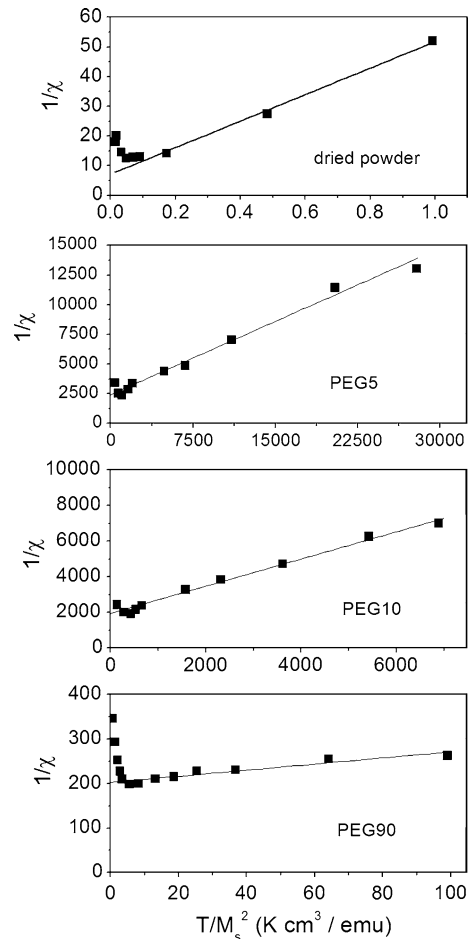 60
50
40
30
20
10
0
1/χ
dried powder
0.0 0.2 0.4 0.6 0.8 1.0
15000
12500
10000
7500
5000
2500
0
1/χ
PEG5
0 7500 15000 22500 30000
10000
8000
6000
4000
2000
0
1/χ
PEG10
0 2000 4000 6000
400
300
200
100
0
1/χ
PEG90
0 20 40 60 80 100
T/Mₛ² (K cm³ / emu)